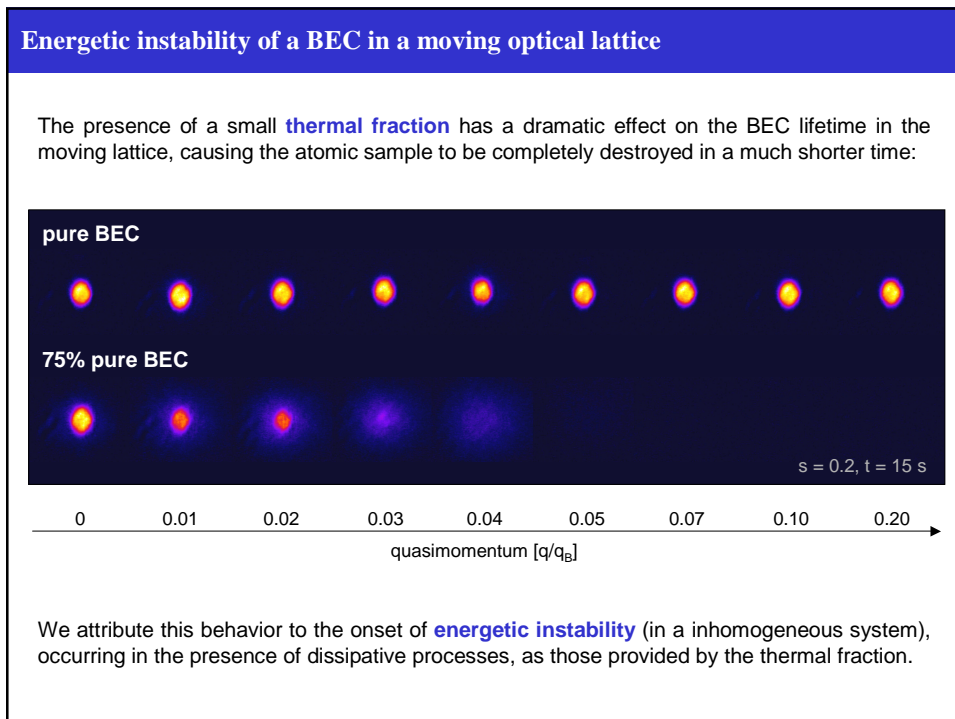 Energetic instability of a BEC in a moving optical lattice
The presence of a small thermal fraction has a dramatic effect on the BEC lifetime in the
moving lattice, causing the atomic sample to be completely destroyed in a much shorter time:
pure BEC
75% pure BEC
s = 0.2, t = 15 s
0 0.01 0.02 0.03 0.04 0.05 0.07 0.10 0.20
quasimomentum [q/qB]
We attribute this behavior to the onset of energetic instability (in a inhomogeneous system),
occurring in the presence of dissipative processes, as those provided by the thermal fraction.